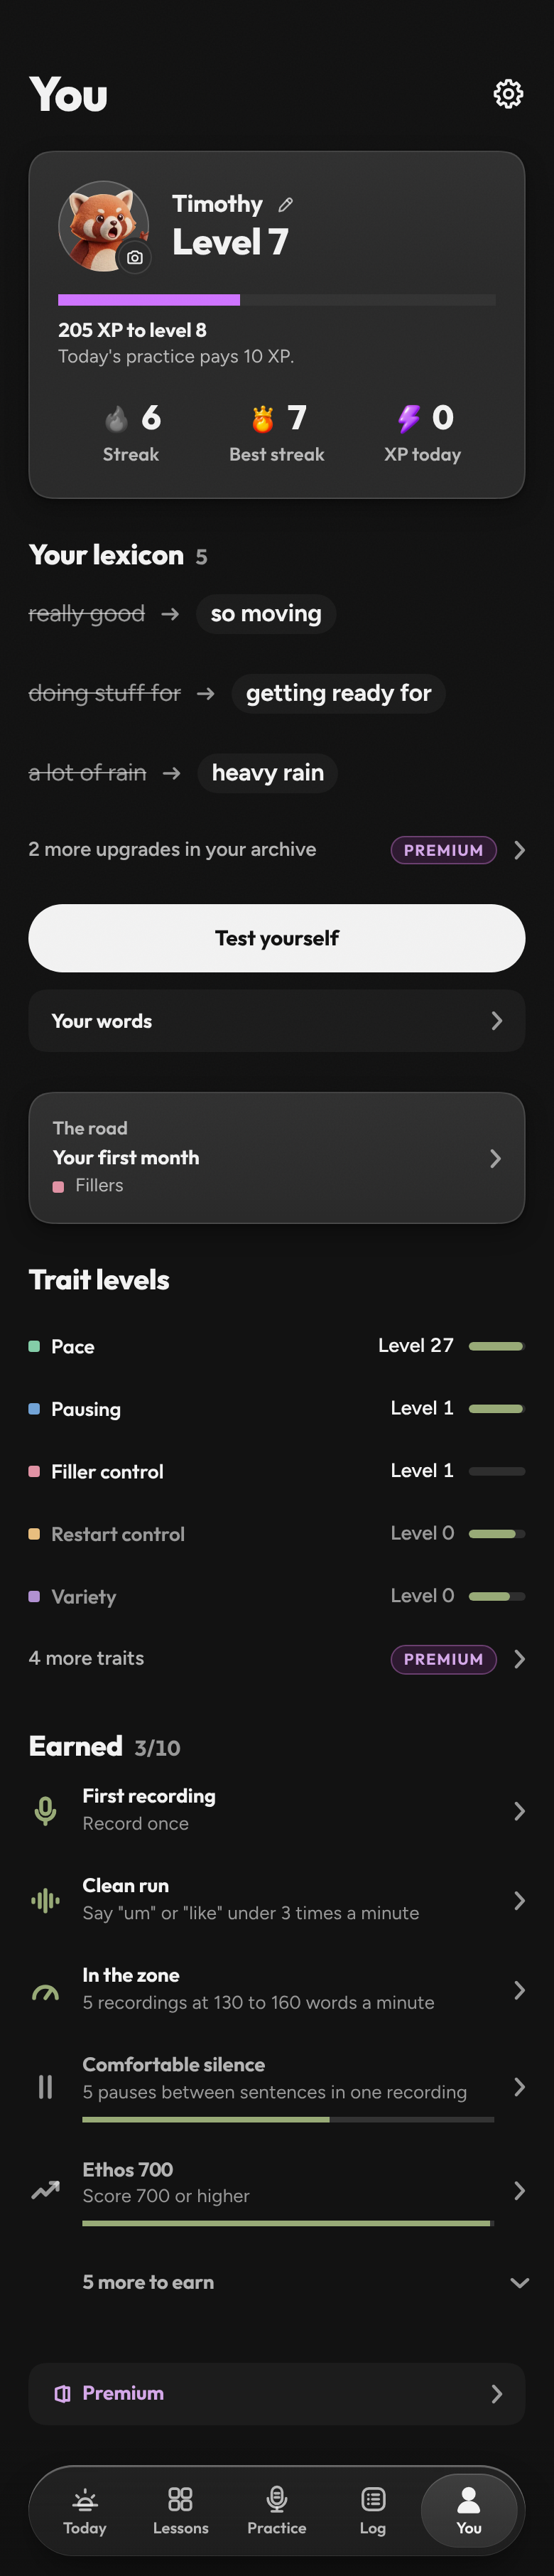 You
Timothy
Level 7
205 XP to level 8
Today's practice pays 10 XP.
6
Streak
7
Best streak
0
XP today
Your lexicon 5
really good → so moving
doing stuff for → getting ready for
a lot of rain → heavy rain
2 more upgrades in your archive PREMIUM
Test yourself
Your words
The road
Your first month
Fillers
Trait levels
Pace Level 27
Pausing Level 1
Filler control Level 1
Restart control Level 0
Variety Level 0
4 more traits PREMIUM
Earned 3/10
First recording
Record once
Clean run
Say "um" or "like" under 3 times a minute
In the zone
5 recordings at 130 to 160 words a minute
Comfortable silence
5 pauses between sentences in one recording
Ethos 700
Score 700 or higher
5 more to earn
Premium
Today Lessons Practice Log You